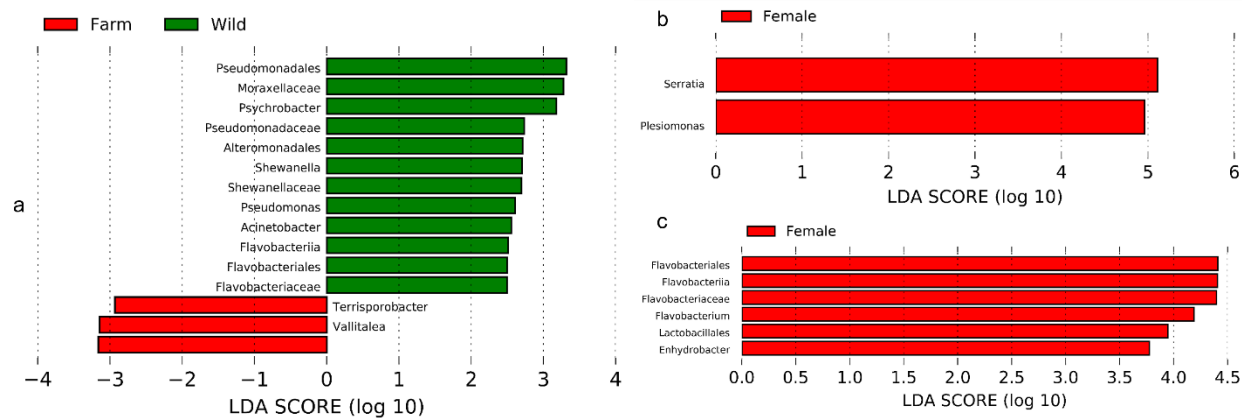 a
Farm
Wild
Pseudomonadales
Moraxellaceae
Psychrobacter
Pseudomonadaceae
Alteromonadales
Shewanella
Shewanellaceae
Pseudomonas
Acinetobacter
Flavobacteriia
Flavobacteriales
Flavobacteriaceae
Terrisporobacter
Vallitalea
−4 −3 −2 −1 0 1 2 3 4
LDA SCORE (log 10)
b
Female
Serratia
Plesiomonas
0 1 2 3 4 5 6
LDA SCORE (log 10)
c
Female
Flavobacteriales
Flavobacteriia
Flavobacteriaceae
Flavobacterium
Lactobacillales
Enhydrobacter
0.0 0.5 1.0 1.5 2.0 2.5 3.0 3.5 4.0 4.5
LDA SCORE (log 10)